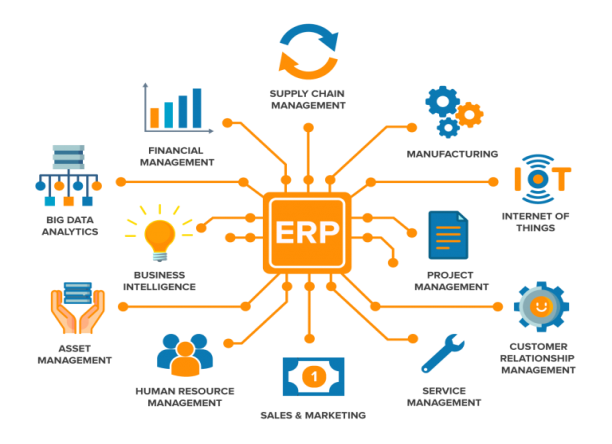 SUPPLY CHAIN
MANAGEMENT
FINANCIAL
MANAGEMENT
MANUFACTURING
BIG DATA
ANALYTICS
IoT
INTERNET OF
THINGS
ERP
BUSINESS
INTELLIGENCE
PROJECT
MANAGEMENT
ASSET
MANAGEMENT
CUSTOMER
RELATIONSHIP
MANAGEMENT
HUMAN RESOURCE
MANAGEMENT
1
SALES & MARKETING
SERVICE
MANAGEMENT